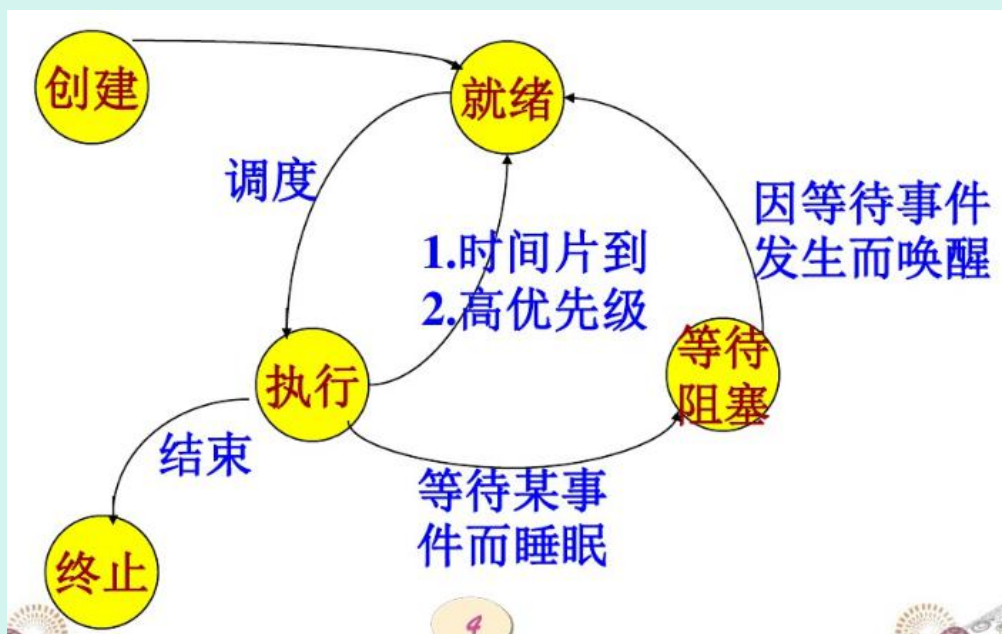 创建
就绪
调度
因等待事件
发生而唤醒
1.时间片到
2.高优先级
等待
阻塞
执行
结束
等待某事
件而睡眠
终止
4